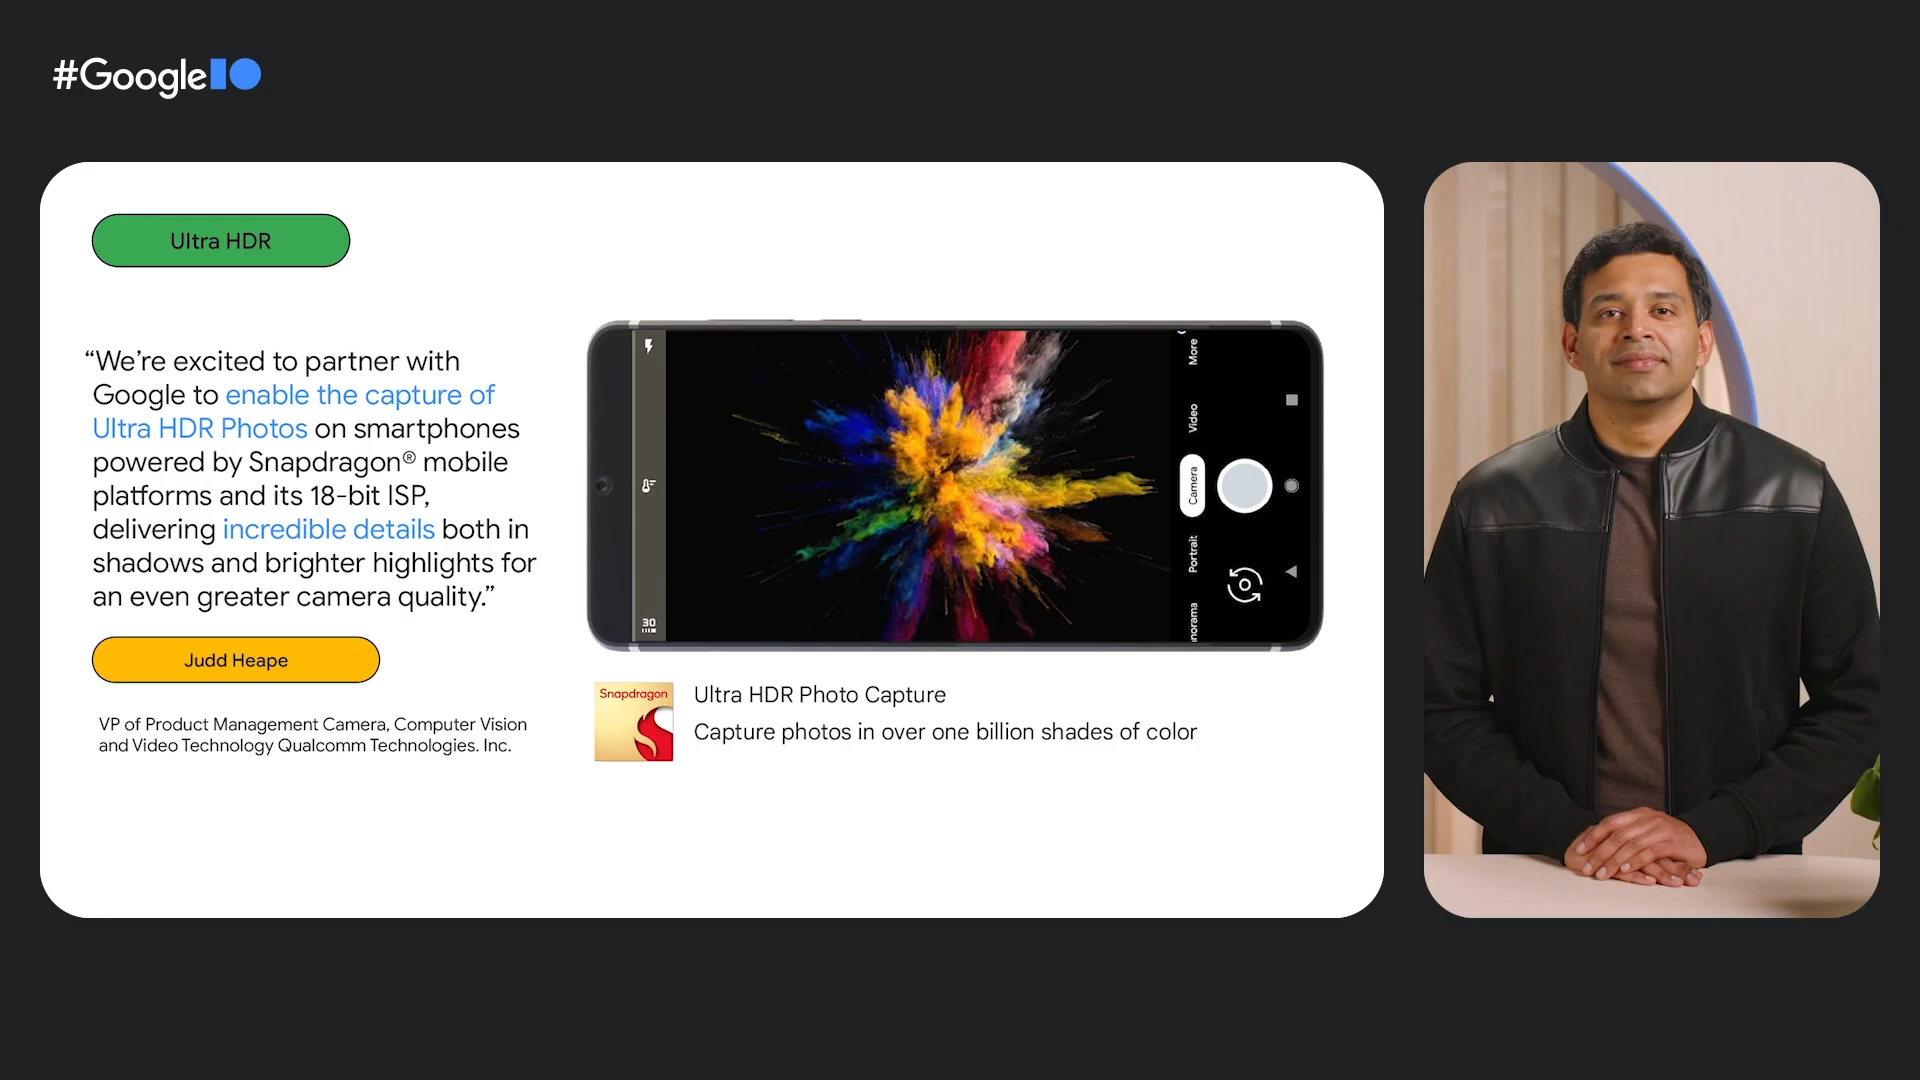 #GoogleIO
Ultra HDR
“We’re excited to partner with
Google to enable the capture of
Ultra HDR Photos on smartphones
powered by Snapdragon® mobile
platforms and its 18-bit ISP,
delivering incredible details both in
shadows and brighter highlights for
an even greater camera quality.”
Judd Heape
VP of Product Management Camera, Computer Vision
and Video Technology Qualcomm Technologies. Inc.
More
Video
Camera
Portrait
norama
30
Snapdragon
Ultra HDR Photo Capture
Capture photos in over one billion shades of color